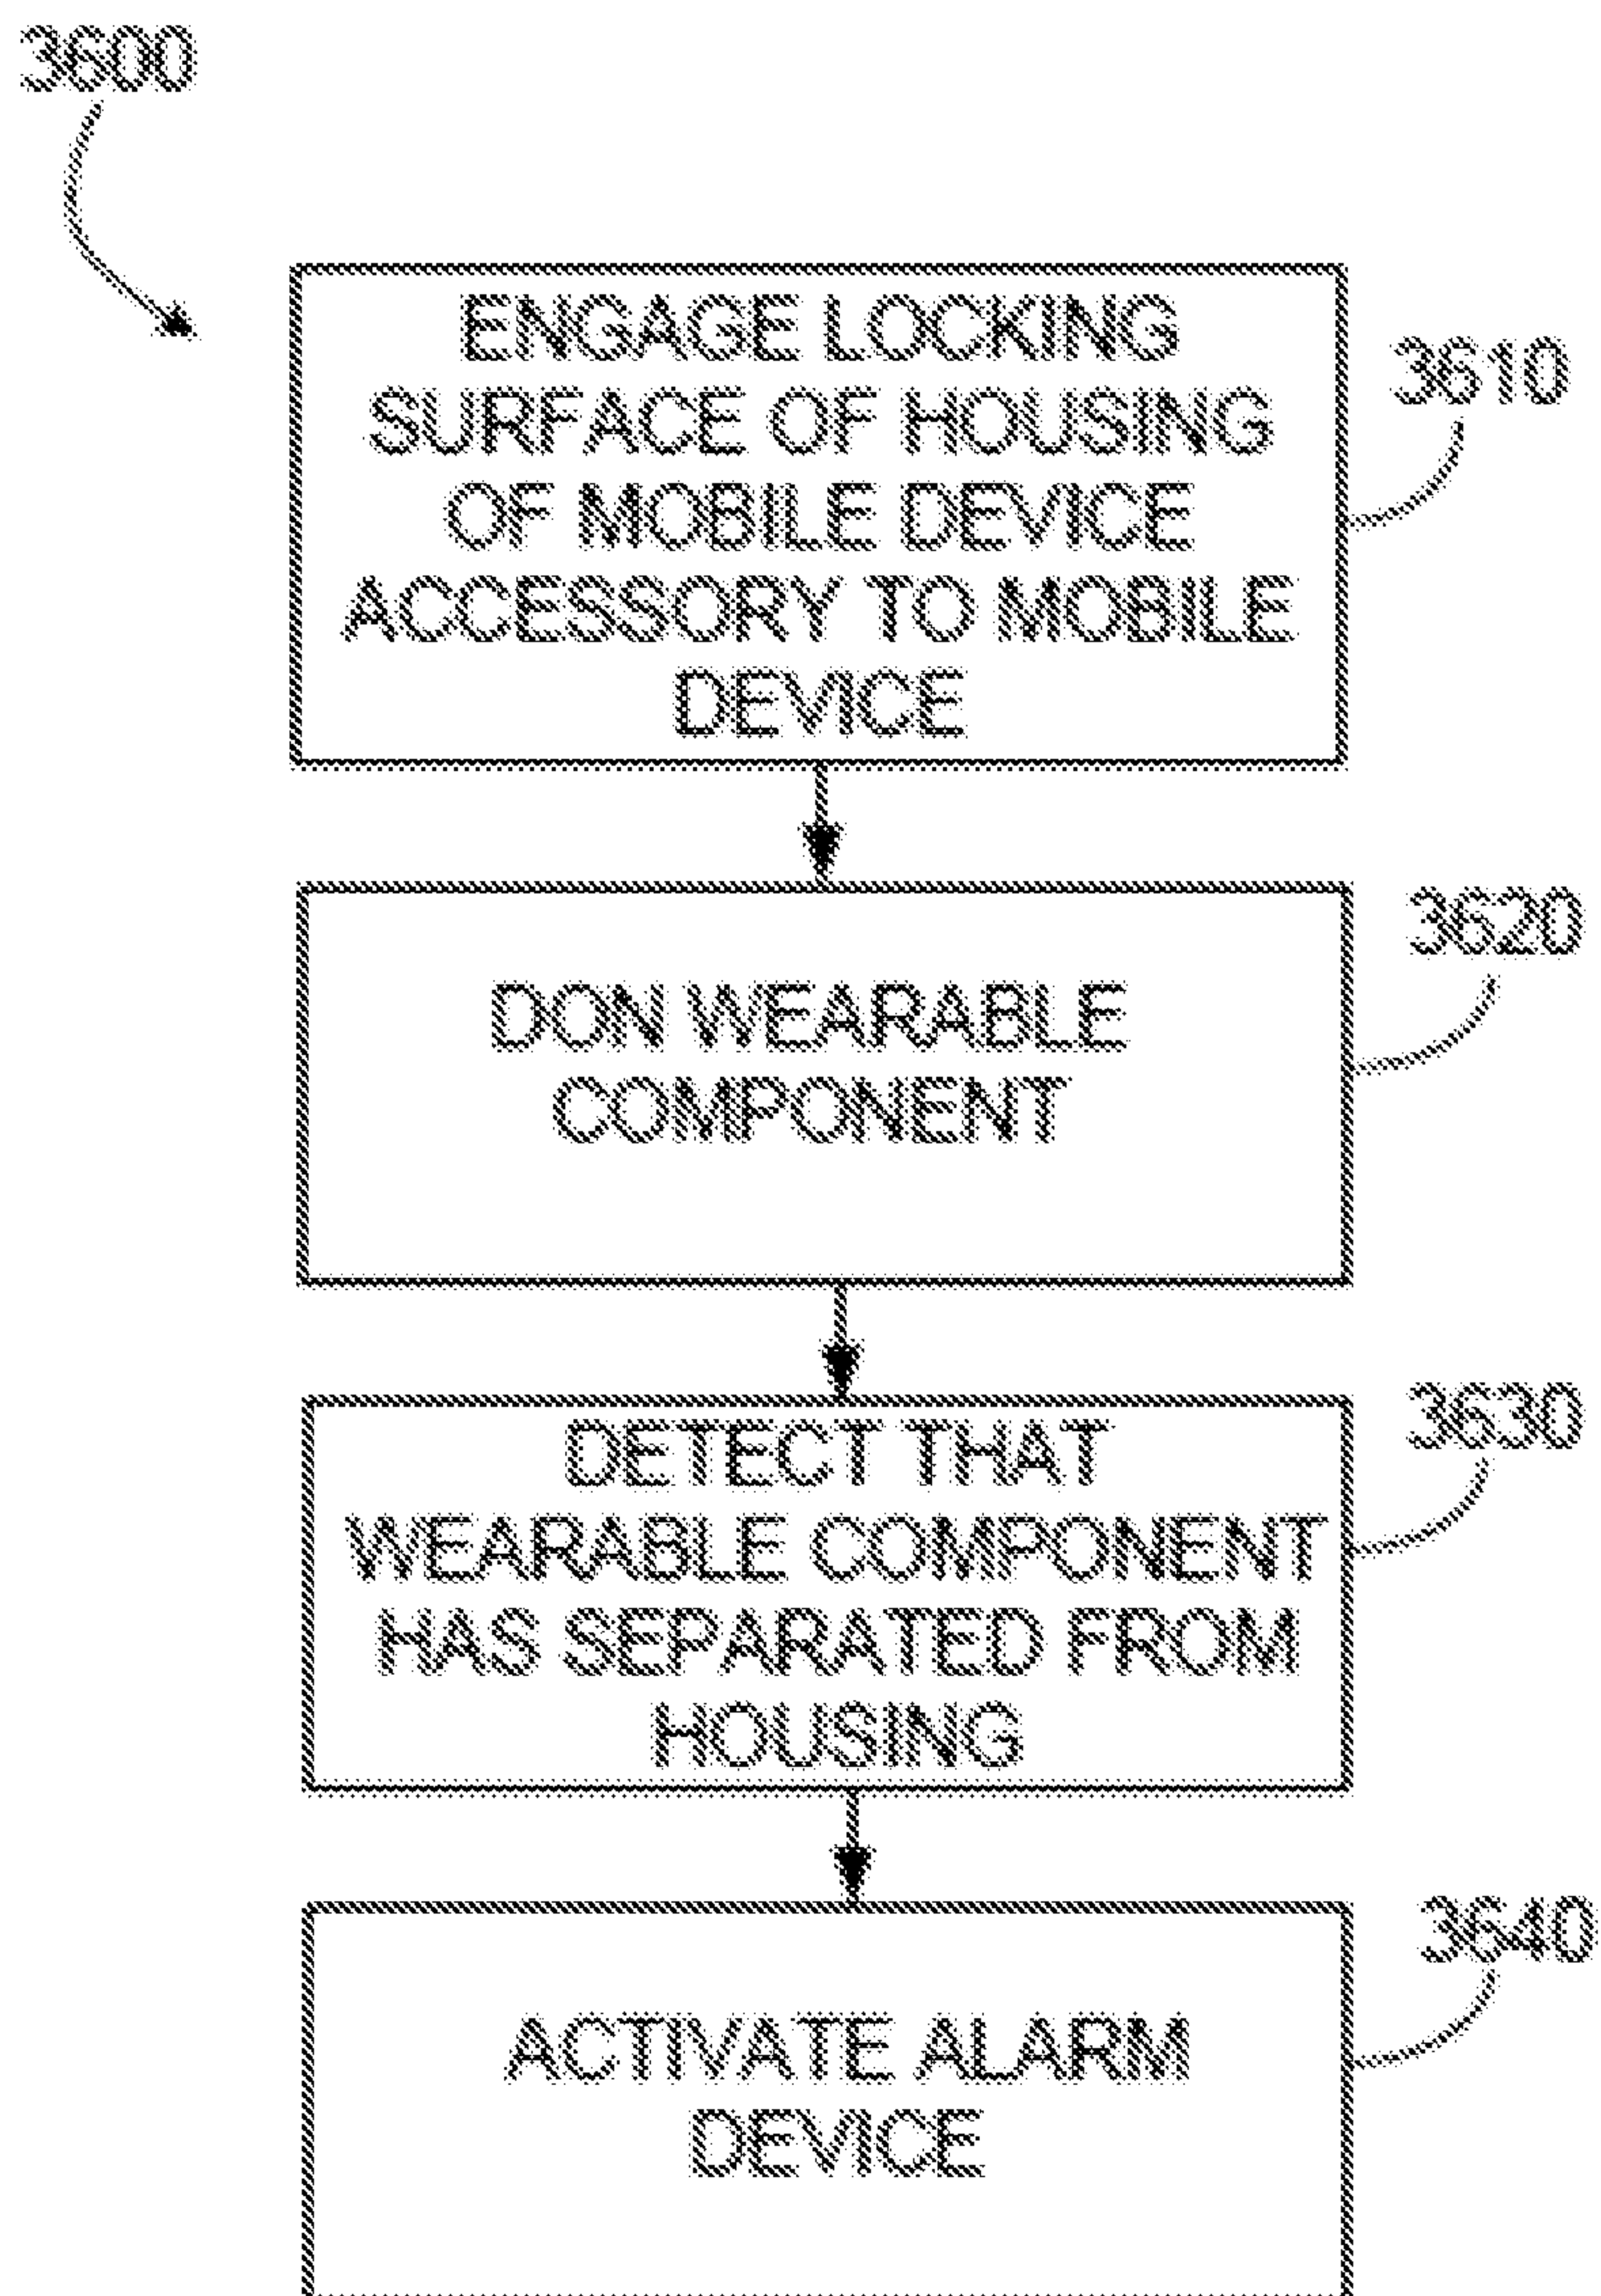 3600
ENGAGE LOCKING
SURFACE OF HOUSING
OF MOBILE DEVICE
ACCESSORY TO MOBILE
DEVICE
3610
DON WEARABLE
COMPONENT
3620
DETECT THAT
WEARABLE COMPONENT
HAS SEPARATED FROM
HOUSING
3630
ACTIVATE ALARM
DEVICE
3640